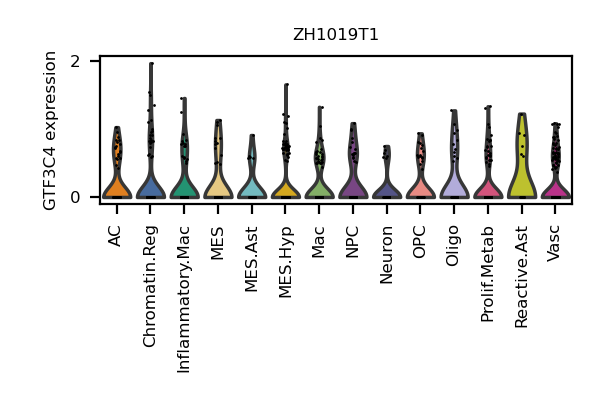 ZH1019T1
GTF3C4 expression
2
0
AC
Chromatin.Reg
Inflammatory.Mac
MES
MES.Ast
MES.Hyp
Mac
NPC
Neuron
OPC
Oligo
Prolif.Metab
Reactive.Ast
Vasc